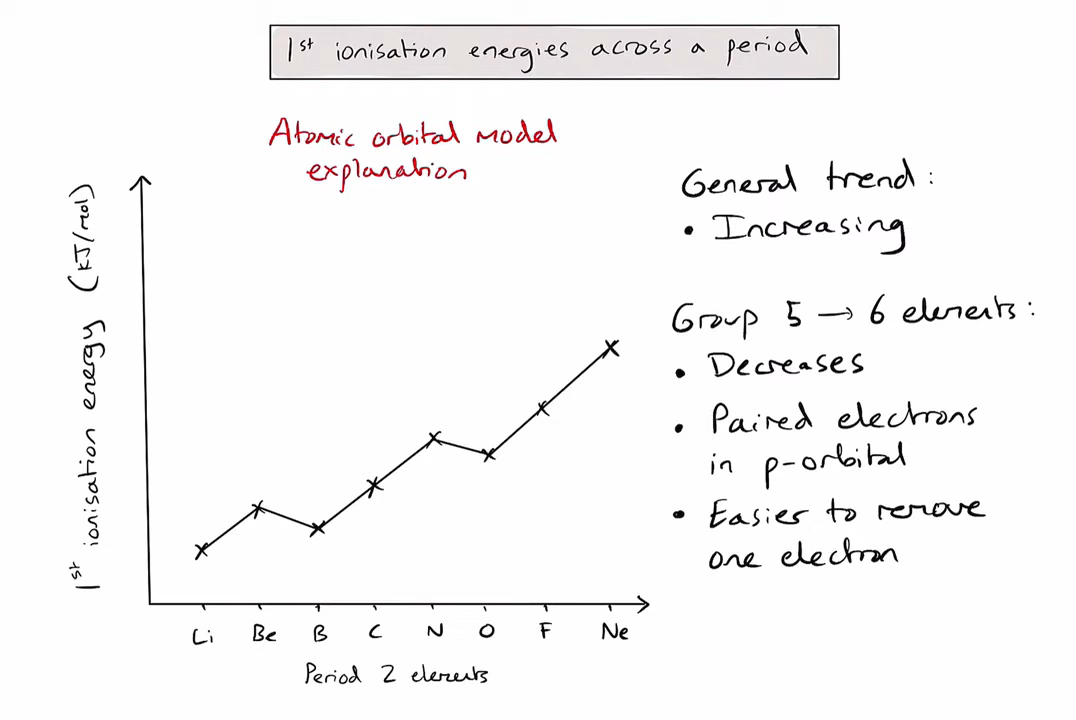 1st ionisation energies across a period
Atomic orbital model
explanation
1st ionisation energy (kJ/mol)
General trend:
• Increasing
Group 5 → 6 elements:
• Decreases
• Paired electrons
in p-orbital
• Easier to remove
one electron
Li Be B C N O F Ne
Period 2 elements